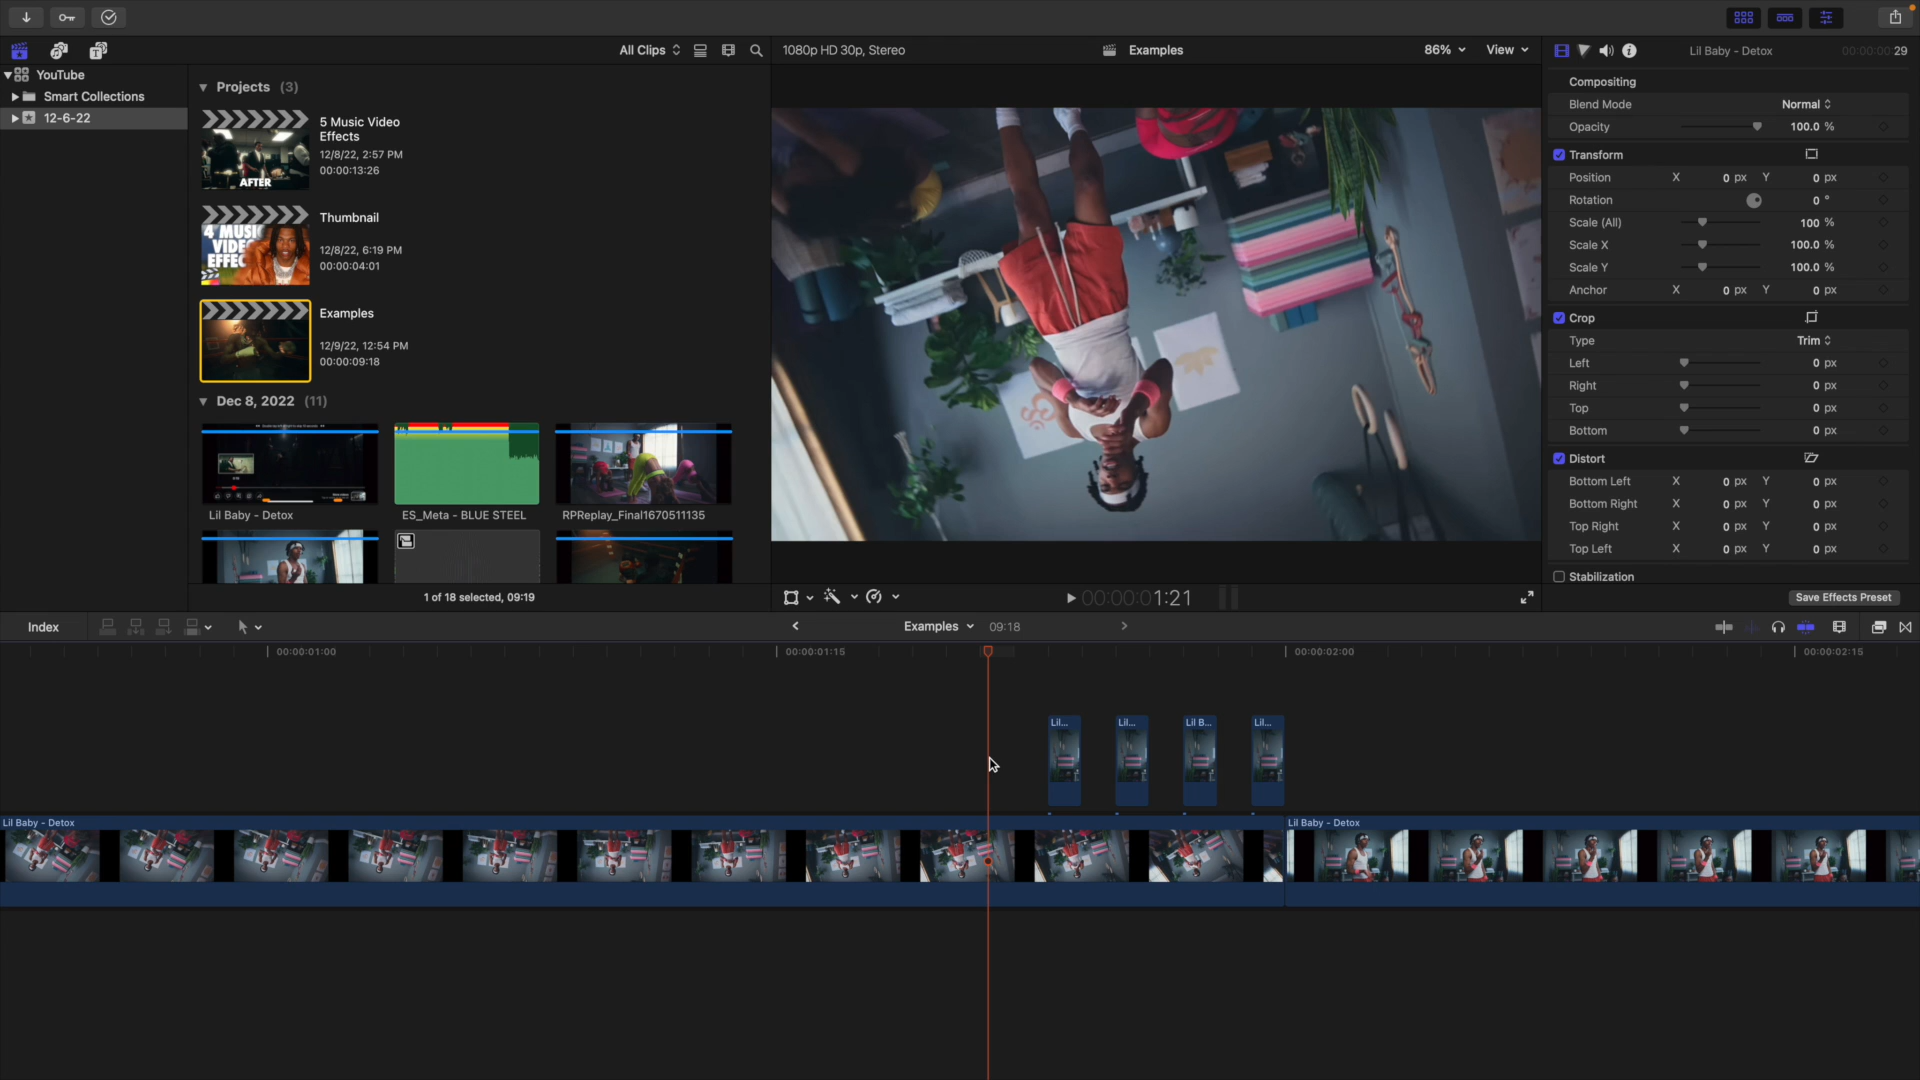 All Clips
1080p HD 30p, Stereo
Examples
86%
View
Lil Baby - Detox
00:00:00:29
YouTube
Smart Collections
12-6-22
Projects (3)
5 Music Video
Effects
12/8/22, 2:57 PM
00:00:13:26
AFTER
Thumbnail
12/8/22, 6:19 PM
00:00:04:01
4 MUSIC
VIDEO
EFFEC
Examples
12/9/22, 12:54 PM
00:00:09:18
Dec 8, 2022 (11)
Lil Baby - Detox
ES_Meta - BLUE STEEL
RPReplay_Final1670511135
1 of 18 selected, 09:19
00:00:01:21
Compositing
Blend Mode Normal
Opacity 100.0 %
Transform
Position X 0 px Y 0 px
Rotation 0 °
Scale (All) 100 %
Scale X 100.0 %
Scale Y 100.0 %
Anchor X 0 px Y 0 px
Crop
Type Trim
Left 0 px
Right 0 px
Top 0 px
Bottom 0 px
Distort
Bottom Left X 0 px Y 0 px
Bottom Right X 0 px Y 0 px
Top Right X 0 px Y 0 px
Top Left X 0 px Y 0 px
Stabilization
Save Effects Preset
Index
Examples
09:18
00:00:01:00
00:00:01:15
00:00:02:00
00:00:02:15
Lil...
Lil...
Lil B...
Lil...
Lil Baby - Detox
Lil Baby - Detox